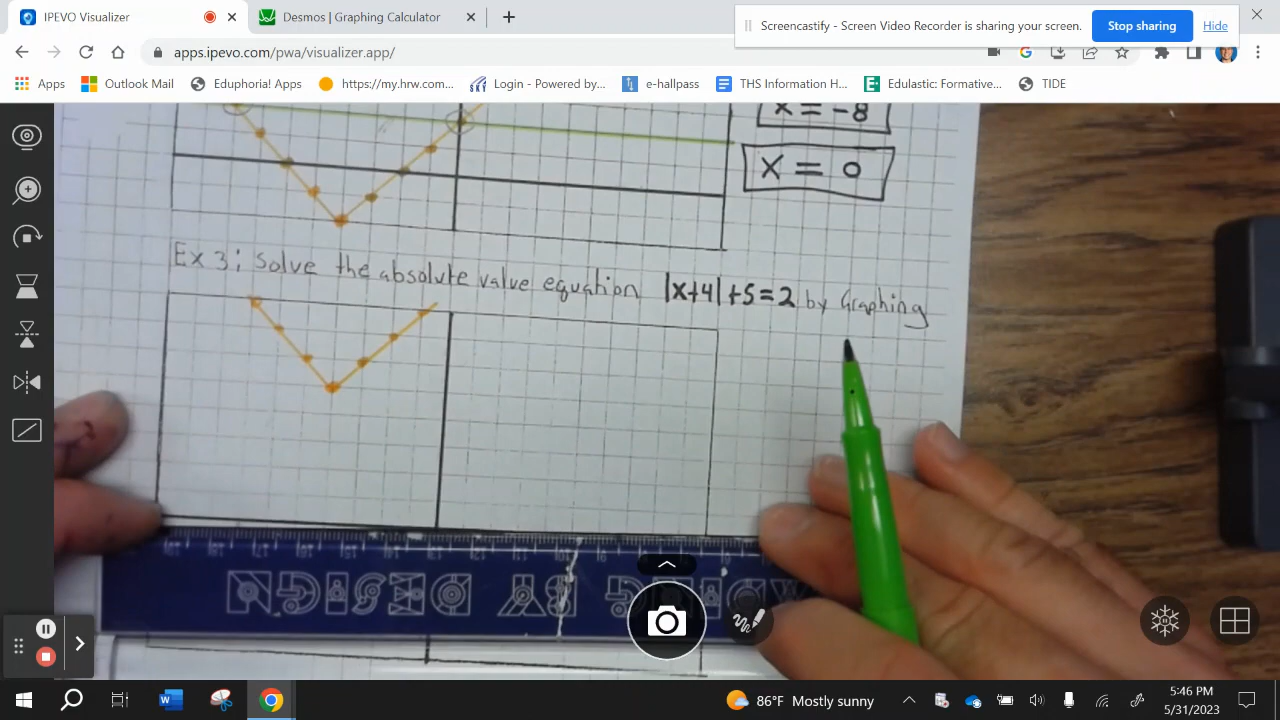 IPEVO Visualizer
Desmos | Graphing Calculator
Screencastify - Screen Video Recorder is sharing your screen.
Stop sharing
Hide
apps.ipevo.com/pwa/visualizer.app/
Apps
Outlook Mail
Eduphoria! Apps
https://my.hrw.com...
Login - Powered by...
e-hallpass
THS Information H...
Edulastic: Formative...
TIDE
x = -8
x = 0
Ex 3; Solve the absolute value equation |x+4|+5=2 by Graphing
86°F Mostly sunny
5:46 PM
5/31/2023